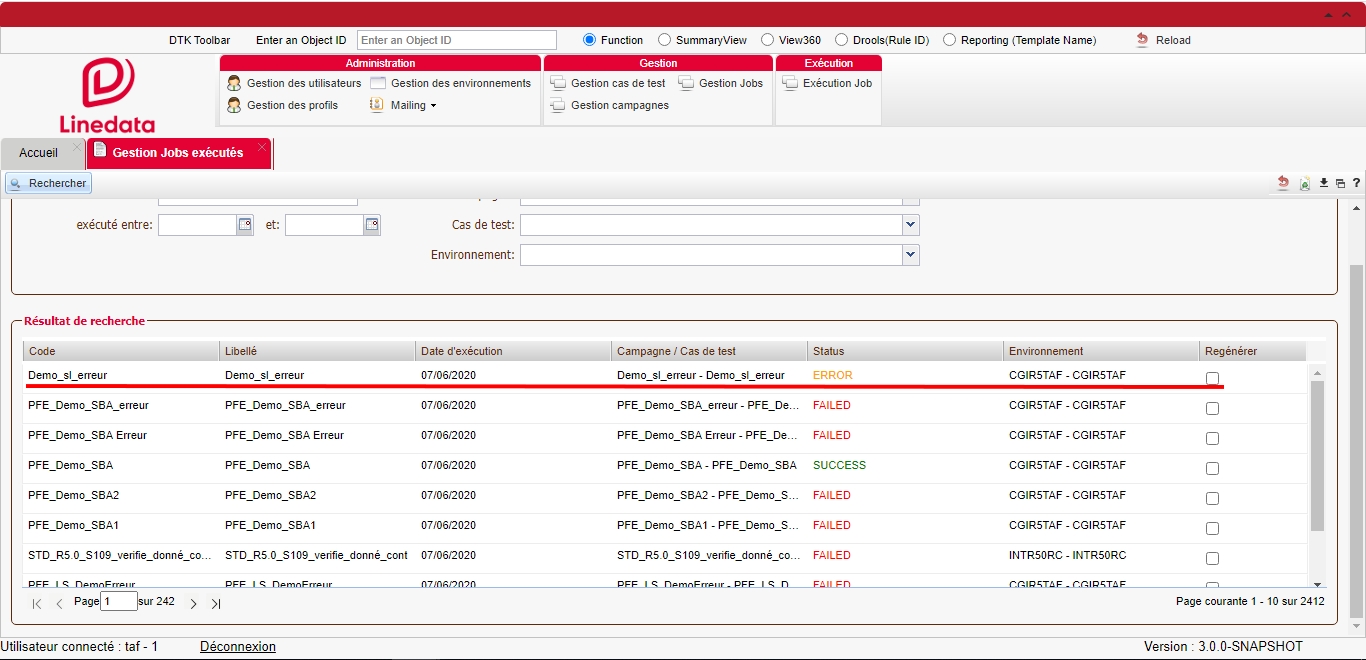 DTK Toolbar Enter an Object ID Enter an Object ID Function SummaryView View360 Drools(Rule ID) Reporting (Template Name) Reload
Linedata
Administration Gestion Exécution
Gestion des utilisateurs Gestion des environnements Gestion cas de test Gestion Jobs Exécution Job
Gestion des profils Mailing Gestion campagnes
Accueil Gestion Jobs exécutés
Rechercher ?
exécuté entre: et: Cas de test:
Environnement:
Résultat de recherche
Code Libellé Date d'exécution Campagne / Cas de test Status Environnement Regénérer
Demo_sl_erreur Demo_sl_erreur 07/06/2020 Demo_sl_erreur - Demo_sl_erreur ERROR CGIR5TAF - CGIR5TAF
PFE_Demo_SBA_erreur PFE_Demo_SBA_erreur 07/06/2020 PFE_Demo_SBA_erreur - PFE_De... FAILED CGIR5TAF - CGIR5TAF
PFE_Demo_SBA Erreur PFE_Demo_SBA Erreur 07/06/2020 PFE_Demo_SBA Erreur - PFE_De... FAILED CGIR5TAF - CGIR5TAF
PFE_Demo_SBA PFE_Demo_SBA 07/06/2020 PFE_Demo_SBA - PFE_Demo_SBA SUCCESS CGIR5TAF - CGIR5TAF
PFE_Demo_SBA2 PFE_Demo_SBA2 07/06/2020 PFE_Demo_SBA2 - PFE_Demo_S... FAILED CGIR5TAF - CGIR5TAF
PFE_Demo_SBA1 PFE_Demo_SBA1 07/06/2020 PFE_Demo_SBA1 - PFE_Demo_S... FAILED CGIR5TAF - CGIR5TAF
STD_R5.0_S109_verifie_donné_co... STD_R5.0_S109_verifie_donné_cont 07/06/2020 STD_R5.0_S109_verifie_donné_co... FAILED INTR50RC - INTR50RC
PFE_LS_DemoErreur PFE_LS_DemoErreur 07/06/2020 PFE_LS_DemoErreur - PFE_LS_D... FAILED CGIR5TAF - CGIR5TAF
Page 1 sur 242 Page courante 1 - 10 sur 2412
Utilisateur connecté : taf - 1 Déconnexion Version : 3.0.0-SNAPSHOT